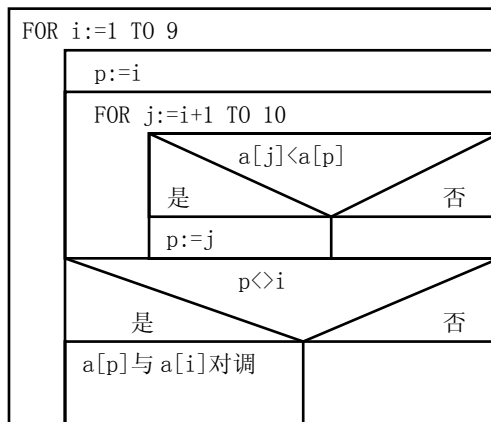 FOR i:=1 TO 9
p:=i
FOR j:=i+1 TO 10
a[j]<a[p]
是 否
p:=j
p<>i
是 否
a[p]与a[i]对调